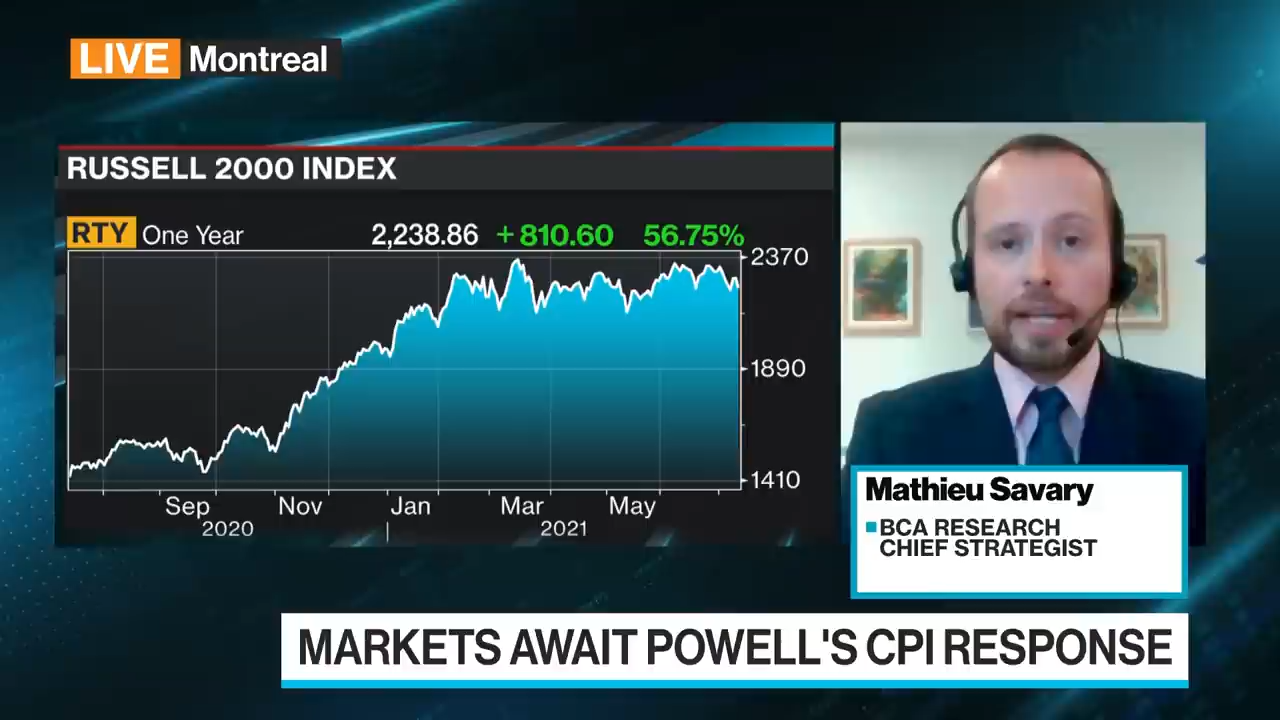 LIVE Montreal
RUSSELL 2000 INDEX
RTY One Year 2,238.86 +810.60 56.75%
2370
1890
1410
Sep Nov Jan Mar May
2020 2021
Mathieu Savary
BCA RESEARCH
CHIEF STRATEGIST
MARKETS AWAIT POWELL'S CPI RESPONSE